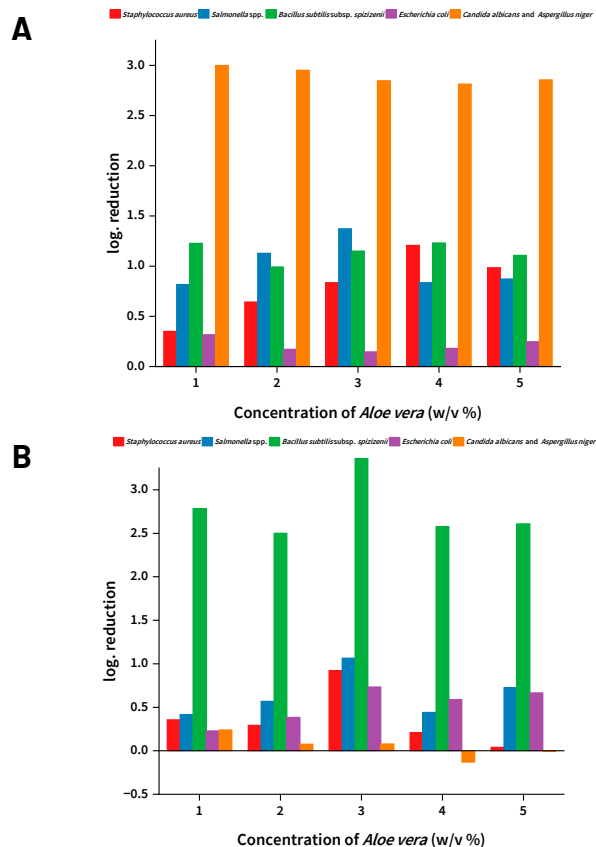 A
Staphylococcus aureus Salmonella spp. Bacillus subtilis subsp. spizizenii Escherichia coli Candida albicans and Aspergillus niger
3.0
2.5
2.0
1.5
1.0
0.5
0.0
log. reduction
1 2 3 4 5
Concentration of Aloe vera (w/v %)
B
Staphylococcus aureus Salmonella spp. Bacillus subtilis subsp. spizizenii Escherichia coli Candida albicans and Aspergillus niger
3.0
2.5
2.0
1.5
1.0
0.5
0.0
−0.5
log. reduction
1 2 3 4 5
Concentration of Aloe vera (w/v %)